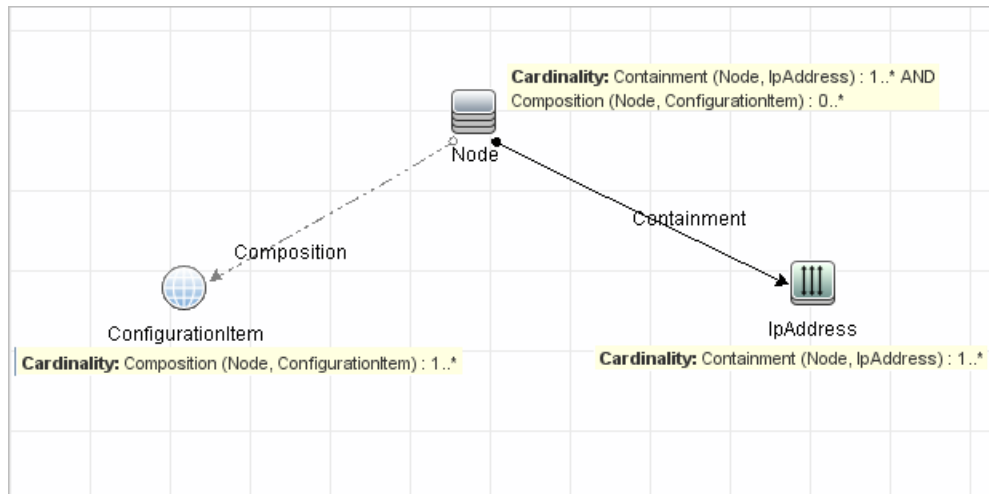 Cardinality: Containment (Node, IpAddress) : 1..* AND
Composition (Node, ConfigurationItem) : 0..*
Node
Containment
Composition
IpAddress
ConfigurationItem
Cardinality: Containment (Node, IpAddress) : 1..*
Cardinality: Composition (Node, ConfigurationItem) : 1..*